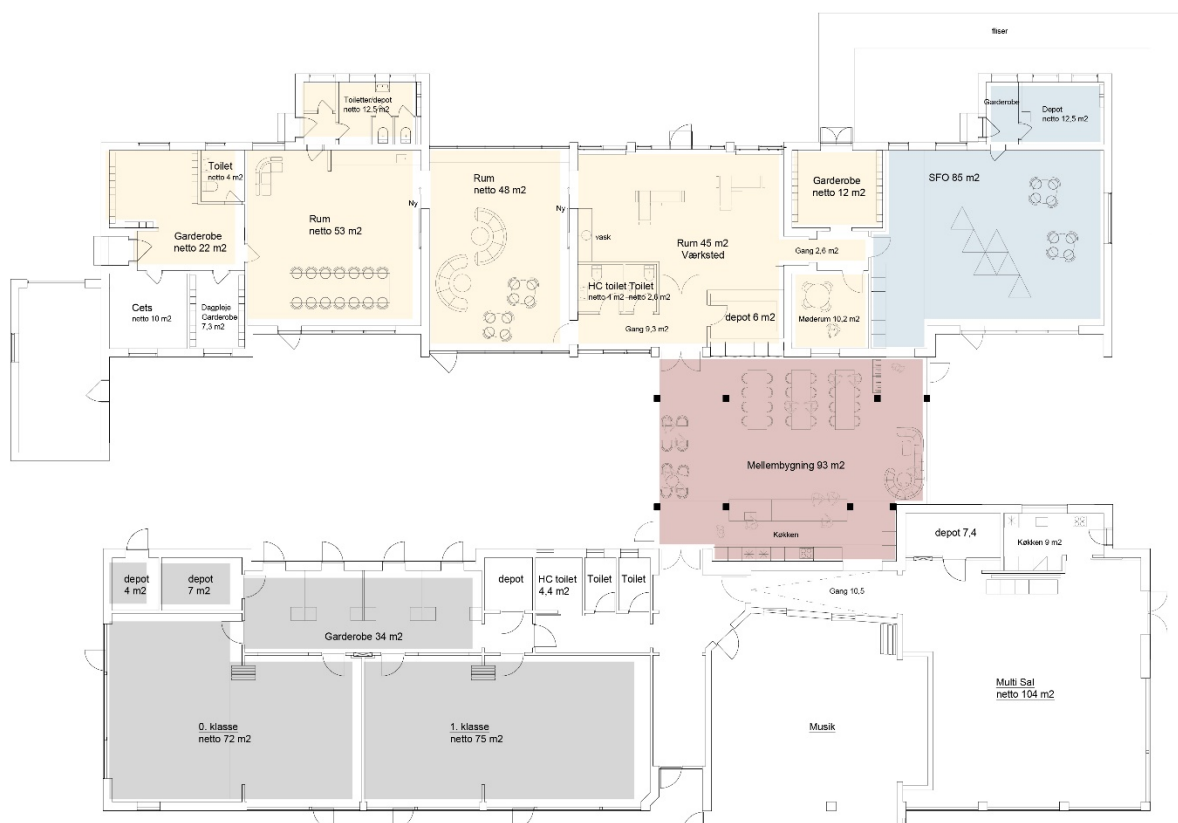 fliser
Toiletter/depot
netto 12,5 m2
Garderobe
Depot
netto 12,5 m2
Toilet
netto 4 m2
Rum
netto 48 m2
Garderobe
netto 12 m2
SFO 85 m2
Ny
Ny
Rum
netto 53 m2
Garderobe
netto 22 m2
vask
Rum 45 m2
Værksted
Gang 2,6 m2
HC toilet
netto 4 m2
Toilet
netto 2,6 m2
Cets
netto 10 m2
Dagpleje
Garderobe
7,3 m2
Gang 9,3 m2
depot 6 m2
Møderum 10,2 m2
Mellembygning 93 m2
Køkken
depot 7,4
Køkken 9 m2
depot
4 m2
depot
7 m2
depot
HC toilet
4,4 m2
Toilet
Toilet
Gang 10,5
Garderobe 34 m2
0. klasse
netto 72 m2
1. klasse
netto 75 m2
Musik
Multi Sal
netto 104 m2